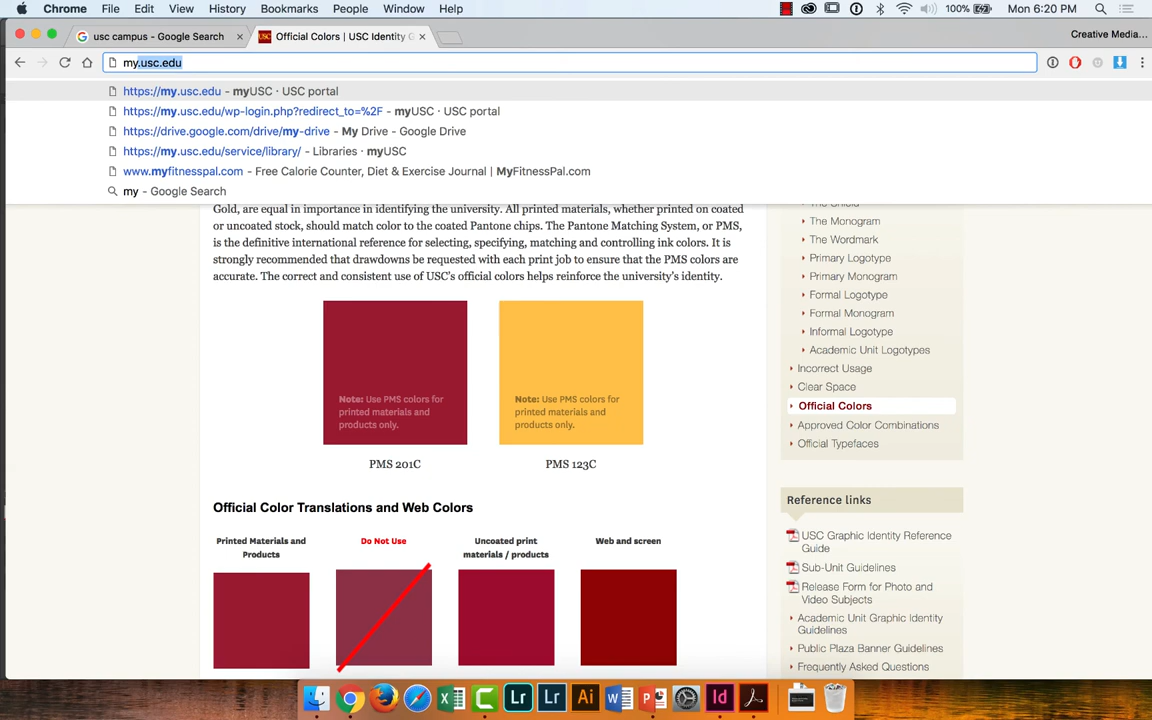 Chrome File Edit View History Bookmarks People Window Help 100% Mon 6:20 PM
usc campus - Google Search
Official Colors | USC Identity G
Creative Media...
my.usc.edu
https://my.usc.edu - myUSC · USC portal
https://my.usc.edu/wp-login.php?redirect_to=%2F - myUSC · USC portal
https://drive.google.com/drive/my-drive - My Drive - Google Drive
https://my.usc.edu/service/library/ - Libraries · myUSC
www.myfitnesspal.com - Free Calorie Counter, Diet & Exercise Journal | MyFitnessPal.com
my - Google Search
Gold, are equal in importance in identifying the university. All printed materials, whether printed on coated
or uncoated stock, should match color to the coated Pantone chips. The Pantone Matching System, or PMS,
is the definitive international reference for selecting, specifying, matching and controlling ink colors. It is
strongly recommended that drawdowns be requested with each print job to ensure that the PMS colors are
accurate. The correct and consistent use of USC's official colors helps reinforce the university's identity.
Note: Use PMS colors for
printed materials and
products only.
Note: Use PMS colors for
printed materials and
products only.
PMS 201C
PMS 123C
Official Color Translations and Web Colors
Printed Materials and
Products
Do Not Use
Uncoated print
materials / products
Web and screen
The Shield
The Monogram
The Wordmark
Primary Logotype
Primary Monogram
Formal Logotype
Formal Monogram
Informal Logotype
Academic Unit Logotypes
Incorrect Usage
Clear Space
Official Colors
Approved Color Combinations
Official Typefaces
Reference links
USC Graphic Identity Reference
Guide
Sub-Unit Guidelines
Release Form for Photo and
Video Subjects
Academic Unit Graphic Identity
Guidelines
Public Plaza Banner Guidelines
Frequently Asked Questions
Lr
Lr
Ai
Id